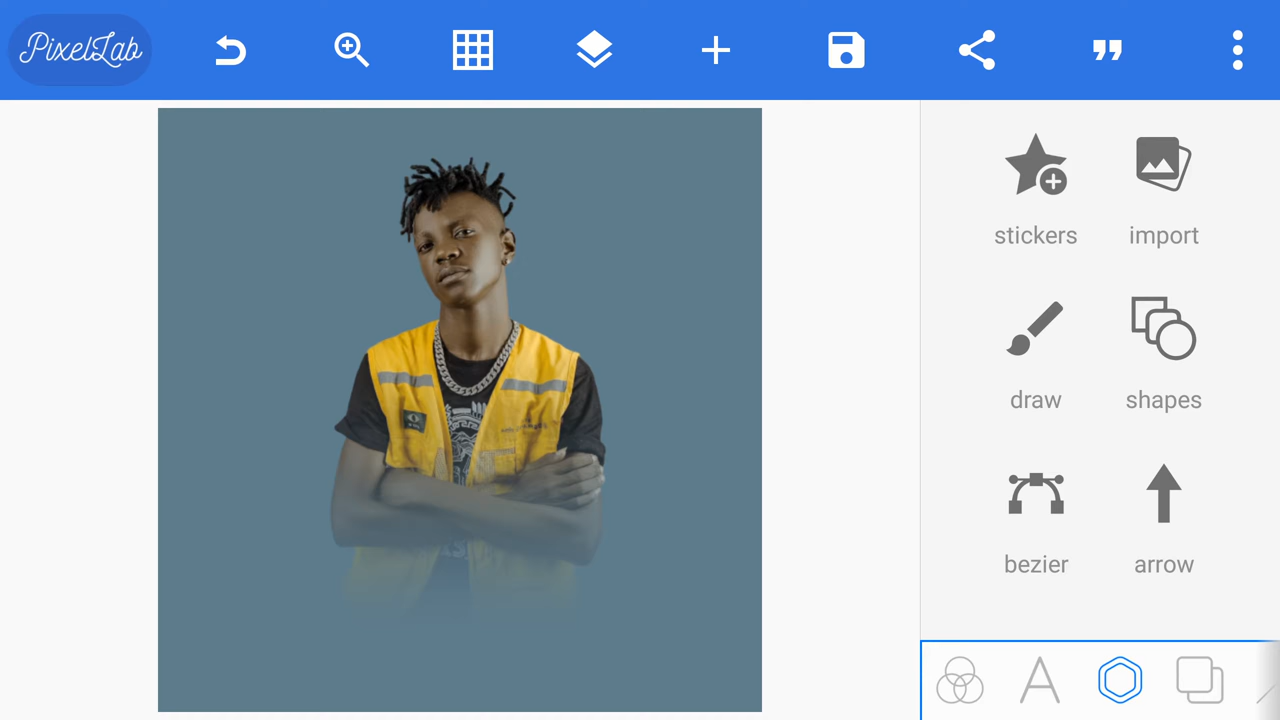 PixelLab
stickers
import
draw
shapes
bezier
arrow